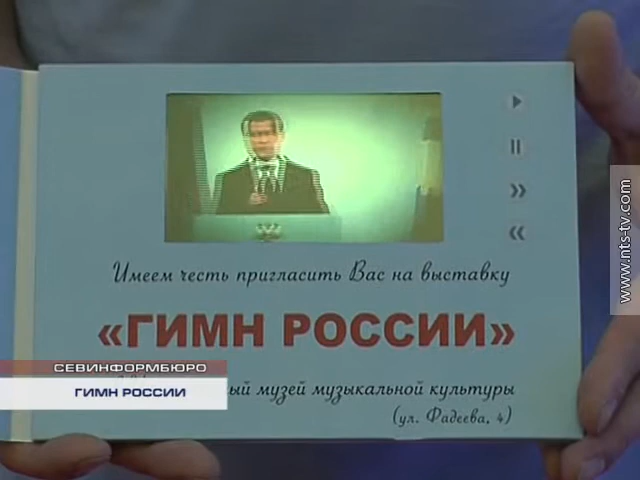 Имеем честь пригласить Вас на выставку
«ГИМН РОССИИ»
музей музыкальной культуры
(ул. Фадеева, 4)
СЕВИНФОРМБЮРО
ГИМН РОССИИ
www.nts-tv.com